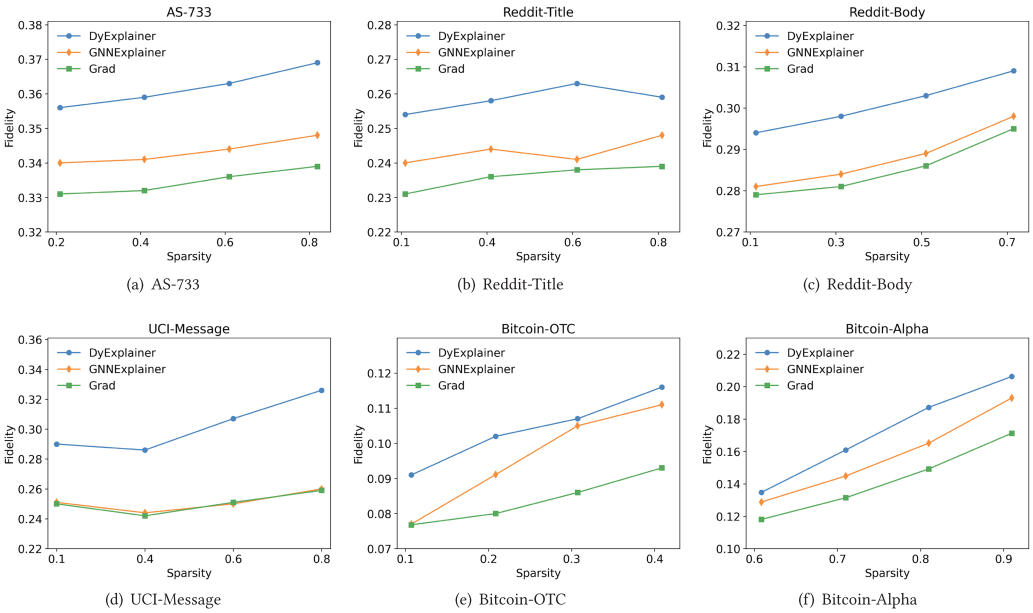 AS-733
0.38
0.37
0.36
0.35
0.34
0.33
0.32
Fidelity
DyExplainer
GNNExplainer
Grad
0.2 0.4 0.6 0.8
Sparsity
(a) AS-733
Reddit-Title
0.28
0.27
0.26
0.25
0.24
0.23
0.22
Fidelity
DyExplainer
GNNExplainer
Grad
0.1 0.4 0.6 0.8
Sparsity
(b) Reddit-Title
Reddit-Body
0.32
0.31
0.30
0.29
0.28
0.27
Fidelity
DyExplainer
GNNExplainer
Grad
0.1 0.3 0.5 0.7
Sparsity
(c) Reddit-Body
UCI-Message
0.36
0.34
0.32
0.30
0.28
0.26
0.24
0.22
Fidelity
DyExplainer
GNNExplainer
Grad
0.1 0.4 0.6 0.8
Sparsity
(d) UCI-Message
Bitcoin-OTC
0.12
0.11
0.10
0.09
0.08
0.07
Fidelity
DyExplainer
GNNExplainer
Grad
0.1 0.2 0.3 0.4
Sparsity
(e) Bitcoin-OTC
Bitcoin-Alpha
0.22
0.20
0.18
0.16
0.14
0.12
0.10
Fidelity
DyExplainer
GNNExplainer
Grad
0.6 0.7 0.8 0.9
Sparsity
(f) Bitcoin-Alpha